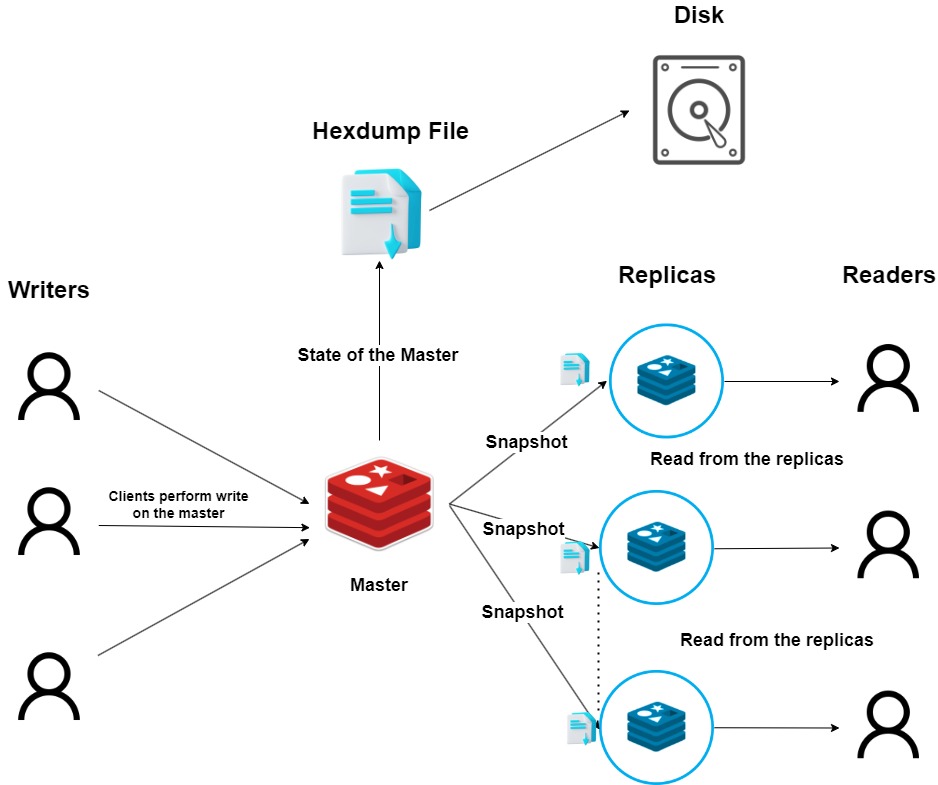 Disk
Hexdump File
Writers
Replicas
Readers
State of the Master
Snapshot
Read from the replicas
Clients perform write
on the master
Snapshot
Master
Snapshot
Read from the replicas